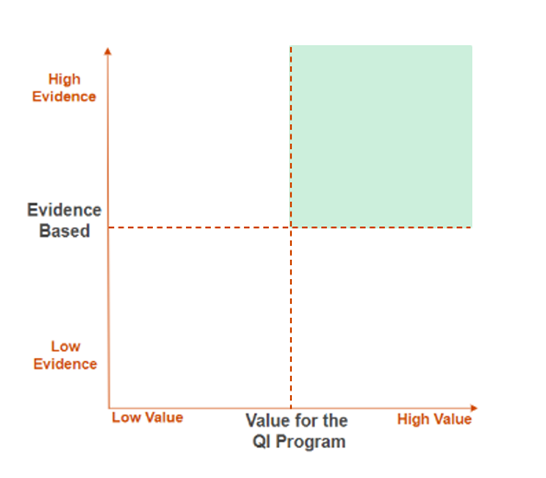 High
Evidence
Evidence
Based
Low
Evidence
Low Value
Value for the
QI Program
High Value